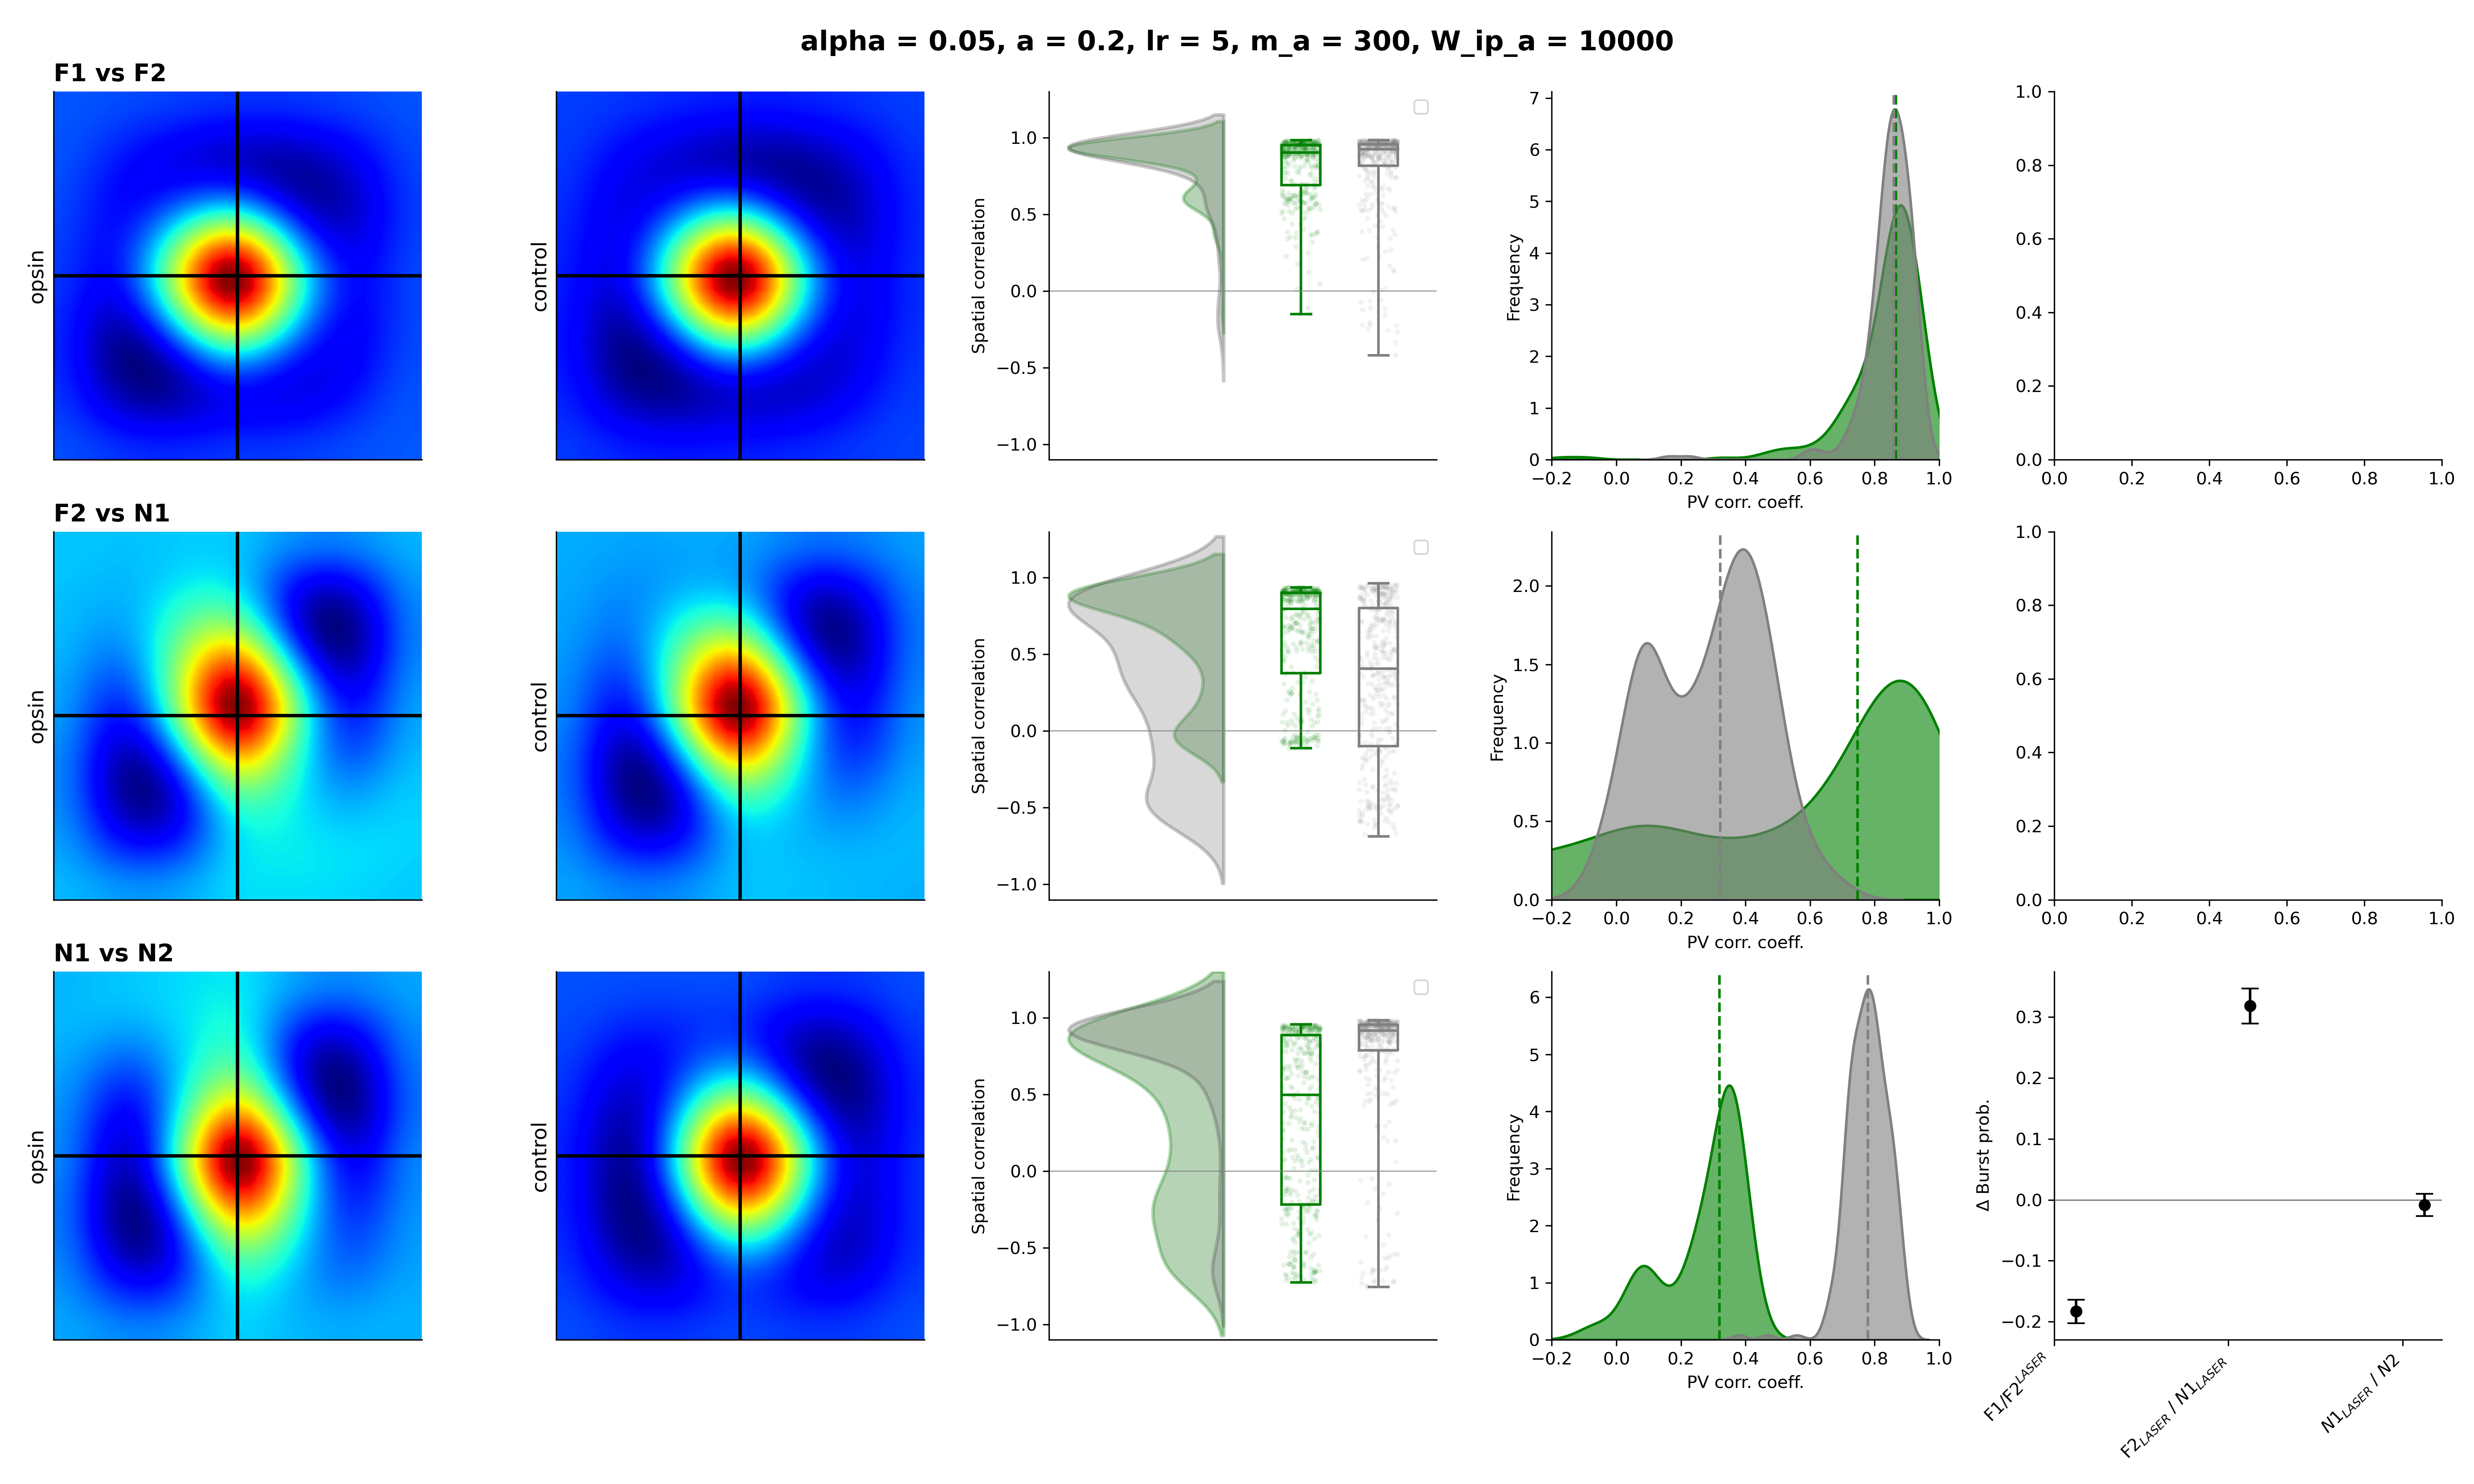 alpha = 0.05, a = 0.2, lr = 5, m_a = 300, W_ip_a = 10000
F1 vs F2
opsin
control
Spatial correlation
1.0
0.5
0.0
−0.5
−1.0
Frequency
7
6
5
4
3
2
1
0
−0.2 0.0 0.2 0.4 0.6 0.8 1.0
PV corr. coeff.
1.0
0.8
0.6
0.4
0.2
0.0
0.0 0.2 0.4 0.6 0.8 1.0
F2 vs N1
opsin
control
Spatial correlation
1.0
0.5
0.0
−0.5
−1.0
Frequency
2.0
1.5
1.0
0.5
0.0
−0.2 0.0 0.2 0.4 0.6 0.8 1.0
PV corr. coeff.
1.0
0.8
0.6
0.4
0.2
0.0
0.0 0.2 0.4 0.6 0.8 1.0
N1 vs N2
opsin
control
Spatial correlation
1.0
0.5
0.0
−0.5
−1.0
Frequency
6
5
4
3
2
1
0
−0.2 0.0 0.2 0.4 0.6 0.8 1.0
PV corr. coeff.
Δ Burst prob.
0.3
0.2
0.1
0.0
−0.1
−0.2
F1/F2^LASER
F2_LASER / N1_LASER
N1_LASER / N2